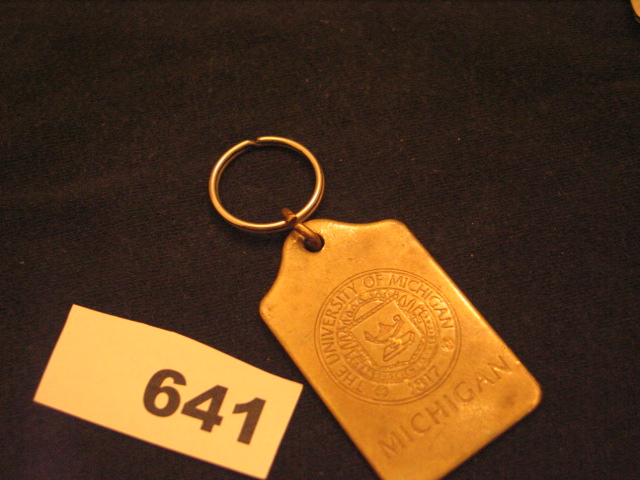 641
THE UNIVERSITY OF MICHIGAN
1817
MICHIGAN